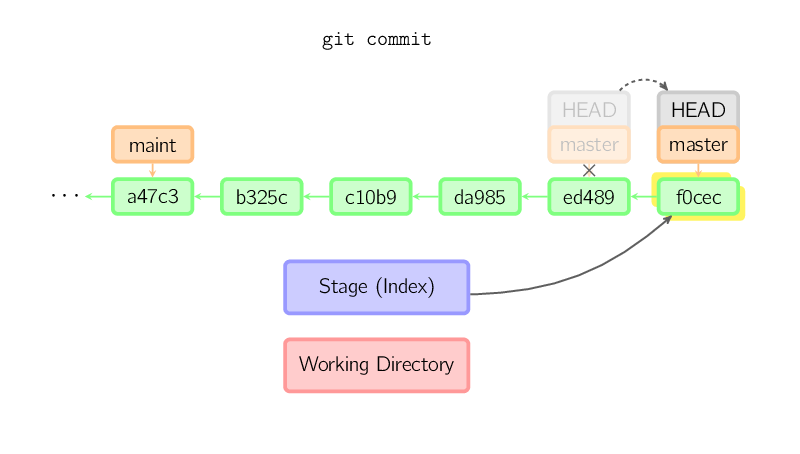 git commit
HEAD HEAD
maint master master
... a47c3 b325c c10b9 da985 ed489 f0cec
Stage (Index)
Working Directory